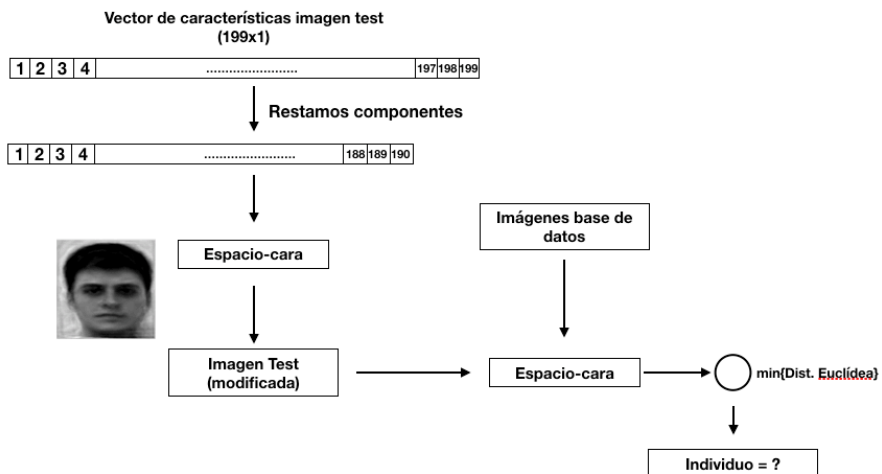 Vector de características imagen test
(199x1)
1 2 3 4 ........................ 197 198 199
Restamos componentes
1 2 3 4 ........................ 188 189 190
Imágenes base de
datos
Espacio-cara
Imagen Test
(modificada)
Espacio-cara
min{Dist. Euclídea}
Individuo = ?